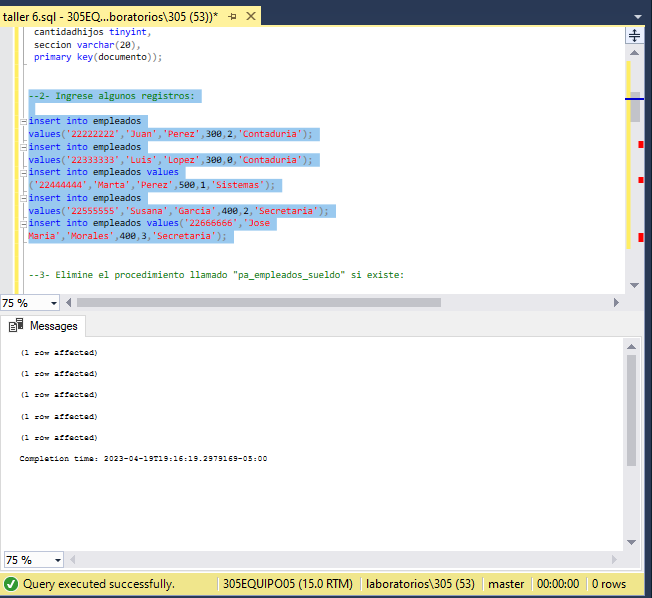 taller 6.sql - 305EQ...boratorios\305 (53))*
cantidadhijos tinyint,
seccion varchar(20),
primary key(documento));
--2- Ingrese algunos registros:
insert into empleados
values('22222222','Juan','Perez',300,2,'Contaduria');
insert into empleados
values('22333333','Luis','Lopez',300,0,'Contaduria');
insert into empleados values
('22444444','Marta','Perez',500,1,'Sistemas');
insert into empleados
values('22555555','Susana','Garcia',400,2,'Secretaria');
insert into empleados values('22666666','Jose
Maria','Morales',400,3,'Secretaria');
--3- Elimine el procedimiento llamado "pa_empleados_sueldo" si existe:
75 %
Messages
(1 row affected)
(1 row affected)
(1 row affected)
(1 row affected)
(1 row affected)
Completion time: 2023-04-19T19:16:19.2979169-05:00
75 %
Query executed successfully. 305EQUIPO05 (15.0 RTM) laboratorios\305 (53) master 00:00:00 0 rows